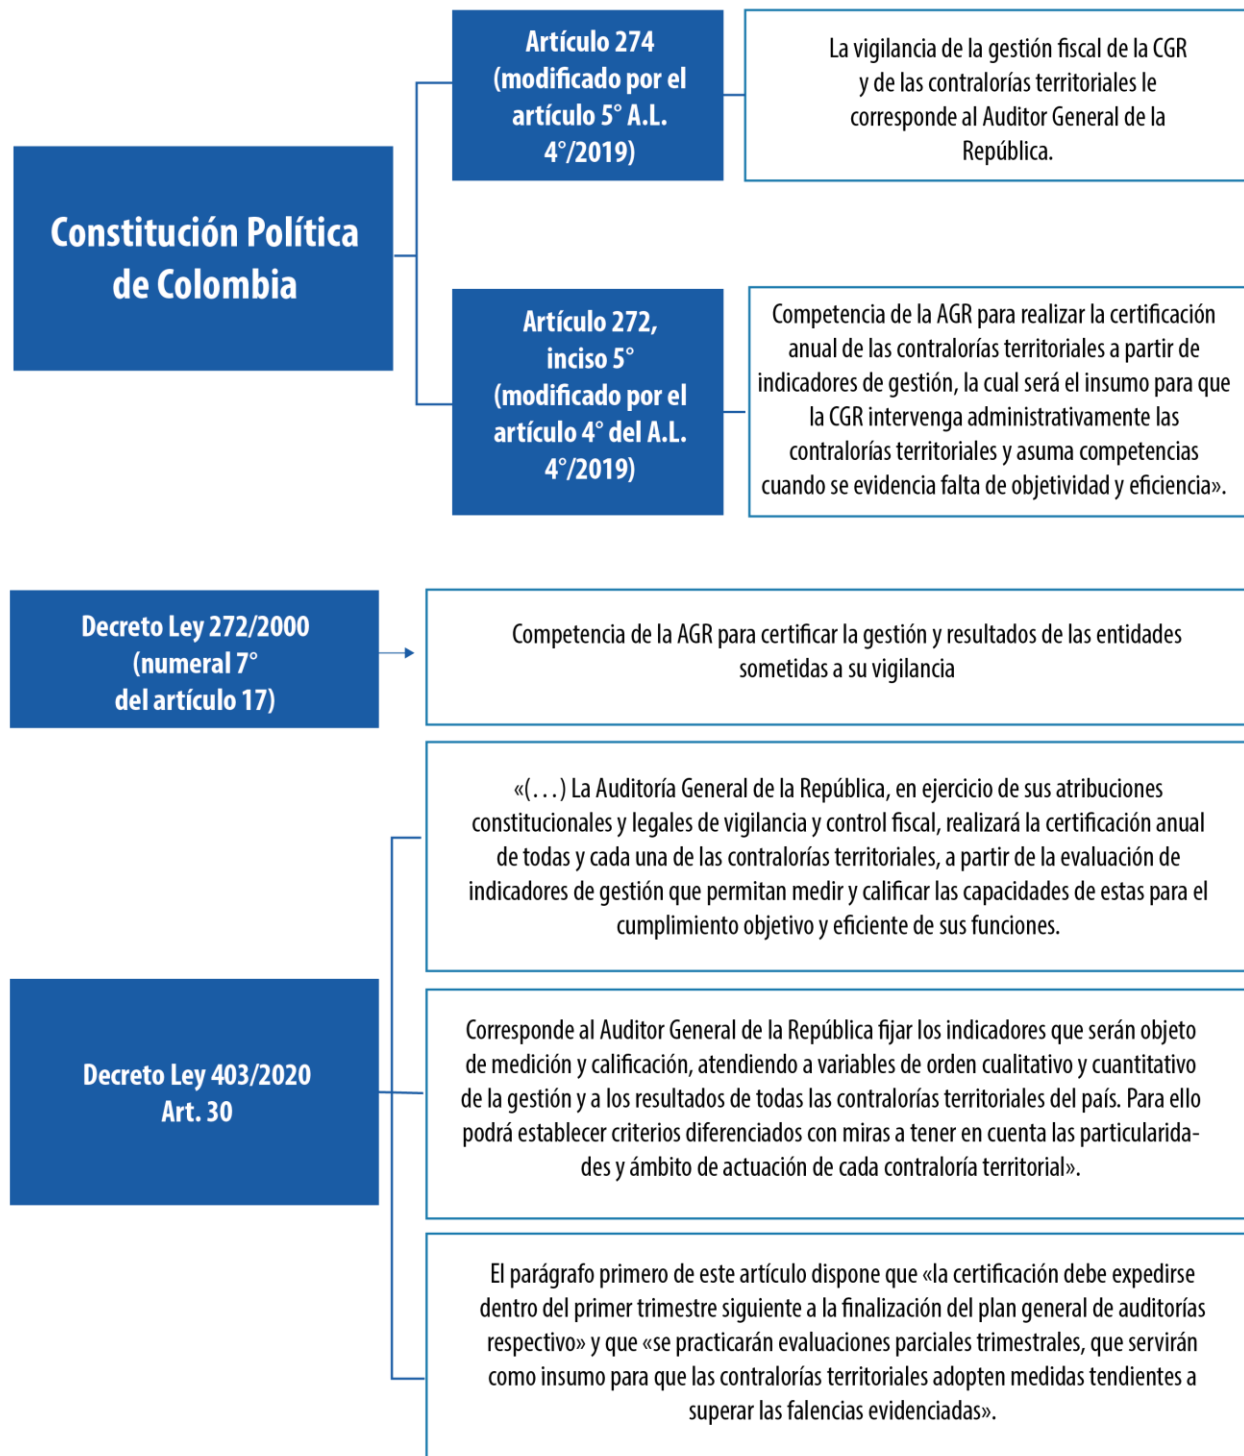 Constitución Política
de Colombia
Artículo 274
(modificado por el
artículo 5° A.L.
4°/2019)
La vigilancia de la gestión fiscal de la CGR
y de las contralorías territoriales le
corresponde al Auditor General de la
República.
Artículo 272,
inciso 5°
(modificado por el
artículo 4° del A.L.
4°/2019)
Competencia de la AGR para realizar la certificación
anual de las contralorías territoriales a partir de
indicadores de gestión, la cual será el insumo para que
la CGR intervenga administrativamente las
contralorías territoriales y asuma competencias
cuando se evidencia falta de objetividad y eficiencia».
Decreto Ley 272/2000
(numeral 7°
del artículo 17)
Competencia de la AGR para certificar la gestión y resultados de las entidades
sometidas a su vigilancia
Decreto Ley 403/2020
Art. 30
«(…) La Auditoría General de la República, en ejercicio de sus atribuciones
constitucionales y legales de vigilancia y control fiscal, realizará la certificación anual
de todas y cada una de las contralorías territoriales, a partir de la evaluación de
indicadores de gestión que permitan medir y calificar las capacidades de estas para el
cumplimiento objetivo y eficiente de sus funciones.
Corresponde al Auditor General de la República fijar los indicadores que serán objeto
de medición y calificación, atendiendo a variables de orden cualitativo y cuantitativo
de la gestión y a los resultados de todas las contralorías territoriales del país. Para ello
podrá establecer criterios diferenciados con miras a tener en cuenta las particularida-
des y ámbito de actuación de cada contraloría territorial».
El parágrafo primero de este artículo dispone que «la certificación debe expedirse
dentro del primer trimestre siguiente a la finalización del plan general de auditorías
respectivo» y que «se practicarán evaluaciones parciales trimestrales, que servirán
como insumo para que las contralorías territoriales adopten medidas tendientes a
superar las falencias evidenciadas».